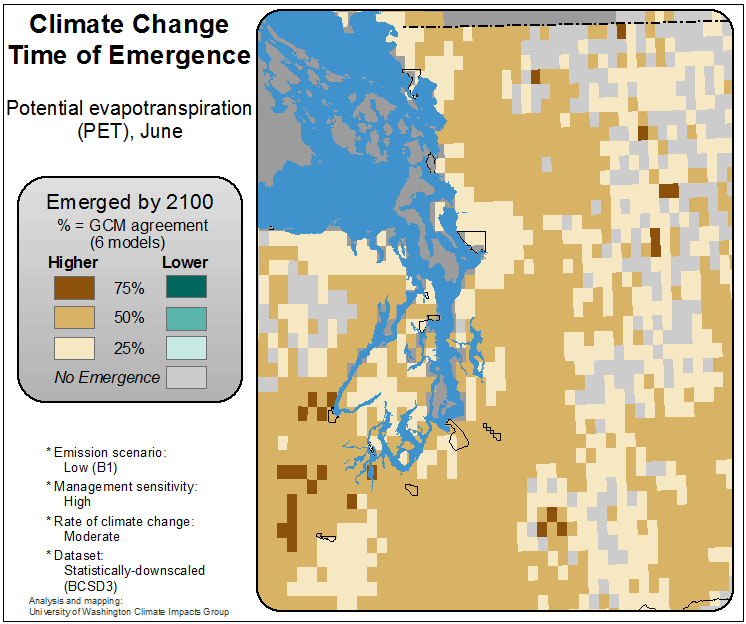 Climate Change
Time of Emergence
Potential evapotranspiration
(PET), June
Emerged by 2100
% = GCM agreement
(6 models)
Higher Lower
75%
50%
25%
No Emergence
* Emission scenario:
Low (B1)
* Management sensitivity:
High
* Rate of climate change:
Moderate
* Dataset:
Statistically-downscaled
(BCSD3)
Analysis and mapping:
University of Washington Climate Impacts Group